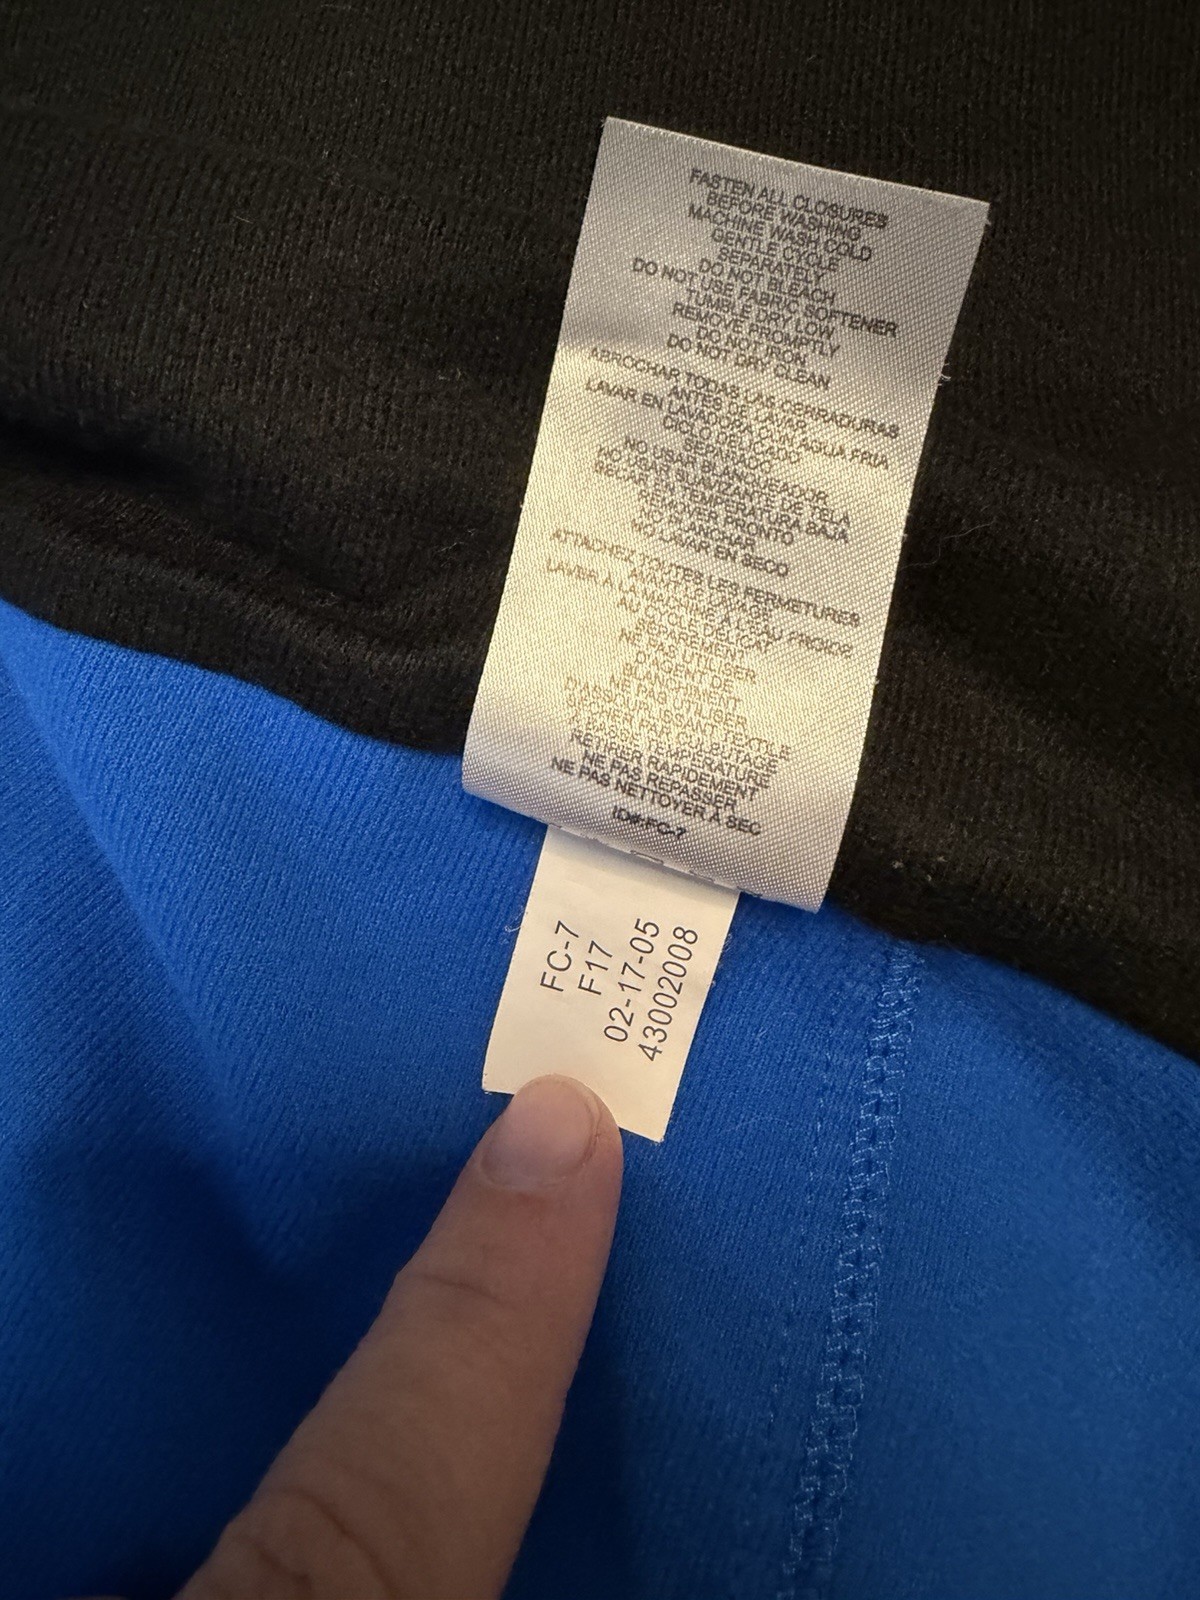 FASTEN ALL CLOSURES
BEFORE WASHING
MACHINE WASH COLD
GENTLE CYCLE
SEPARATELY
DO NOT BLEACH
DO NOT USE FABRIC SOFTENER
TUMBLE DRY LOW
REMOVE PROMPTLY
DO NOT IRON
DO NOT DRY CLEAN
ABROCHAR TODAS LAS CERRADURAS
ANTES DE LAVAR
LAVAR EN LAVADORA CON AGUA FRIA
CICLO DELICADO
SEPARADO
NO USAR BLANQUEADOR
NO USAR SUAVIZANTE DE TELA
SECAR EN TEMPERATURA BAJA
REMOVER PRONTO
NO PLANCHAR
NO LAVAR EN SECO
ATTACHEZ TOUTES LES FERMETURES
AVANT LE LAVAGE
LAVER A LA MACHINE A L'EAU FROIDE
AU CYCLE DELICAT
SEPAREMENT
NE PAS UTILISER
D'AGENT DE
BLANCHIMENT
NE PAS UTILISER
D'ASSOUPLISSANT TEXTILE
SECHER PAR CULBUTAGE
A BASSE TEMPERATURE
RETIRER RAPIDEMENT
NE PAS REPASSER
NE PAS NETTOYER A SEC
ID#:FC-7
FC-7
F17
02-17-05
43002008